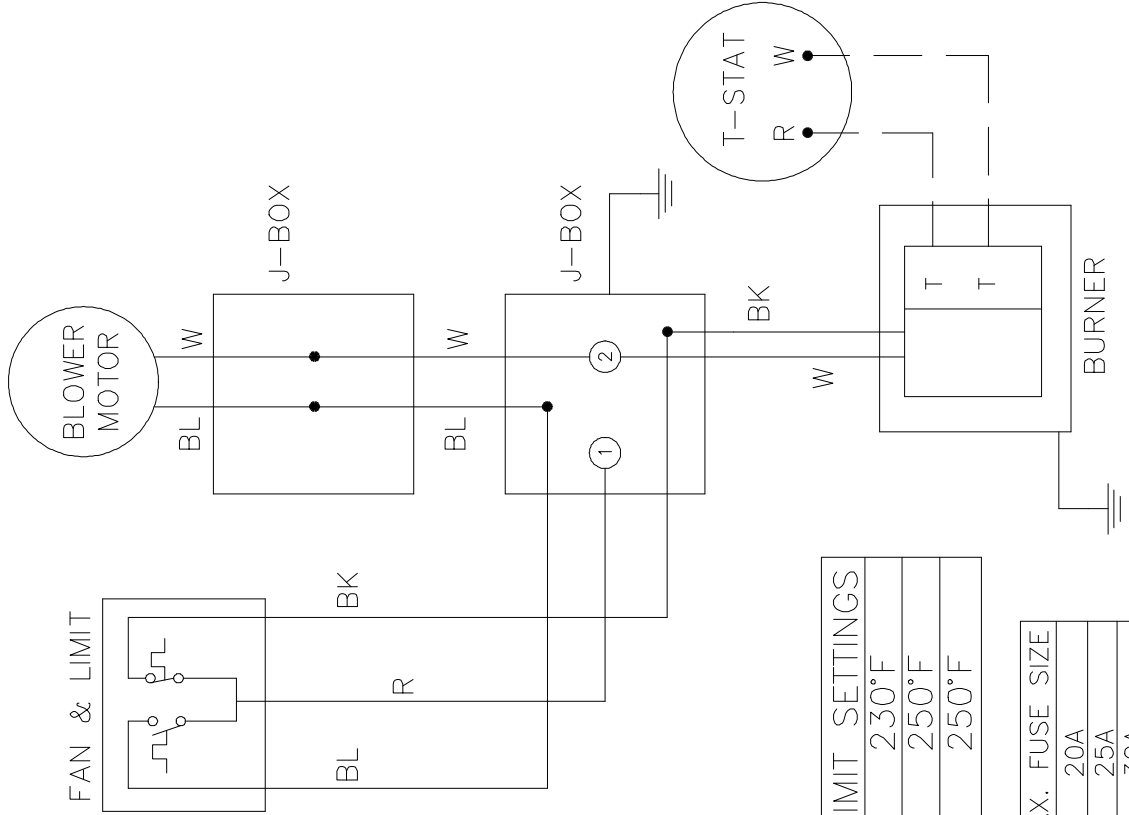 BLOWER
MOTOR
BL
W
J-BOX
BL
W
J-BOX
1
2
BK
W
T-STAT
R
W
T
T
BURNER
FAN & LIMIT
BL
R
BK
IMIT SETTINGS
230°F
250°F
250°F
X. FUSE SIZE
20A
25A